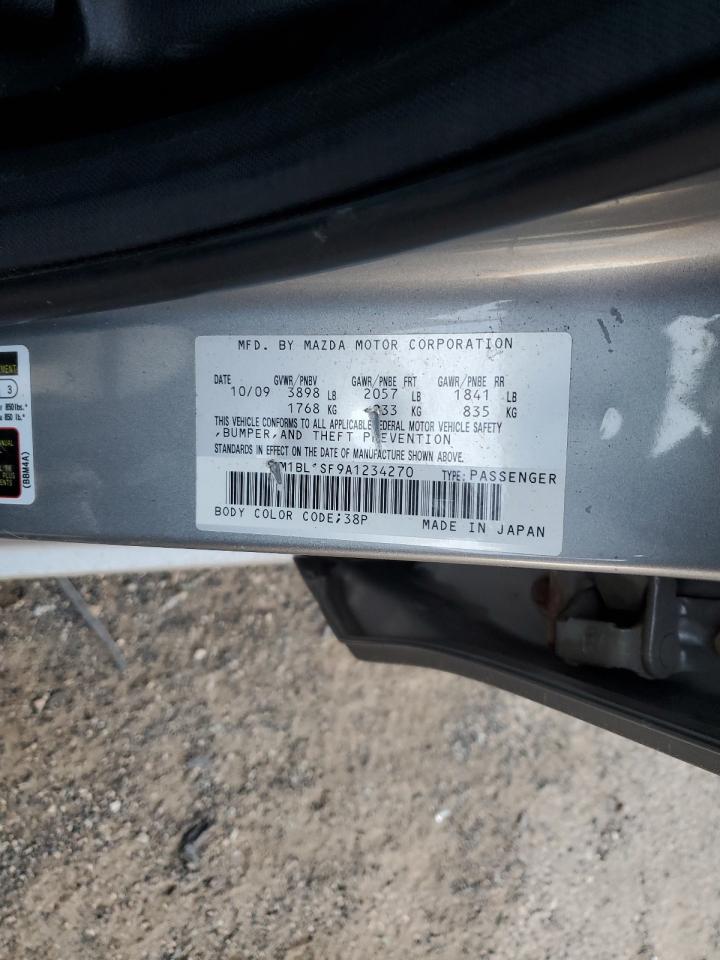 MFD. BY MAZDA MOTOR CORPORATION
DATE GVWR/PNBV GAWR/PNBE FRT GAWR/PNBE RR
10/09 3898 LB 2057 LB 1841 LB
1768 KG KG 835 KG
THIS VEHICLE CONFORMS TO ALL APPLICABLE FEDERAL MOTOR VEHICLE SAFETY
,BUMPER,AND THEFT PREVENTION
STANDARDS IN EFFECT ON THE DATE OF MANUFACTURE SHOWN ABOVE.
TYPE:PASSENGER
BODY COLOR CODE;38P MADE IN JAPAN
3
(BBM4A)